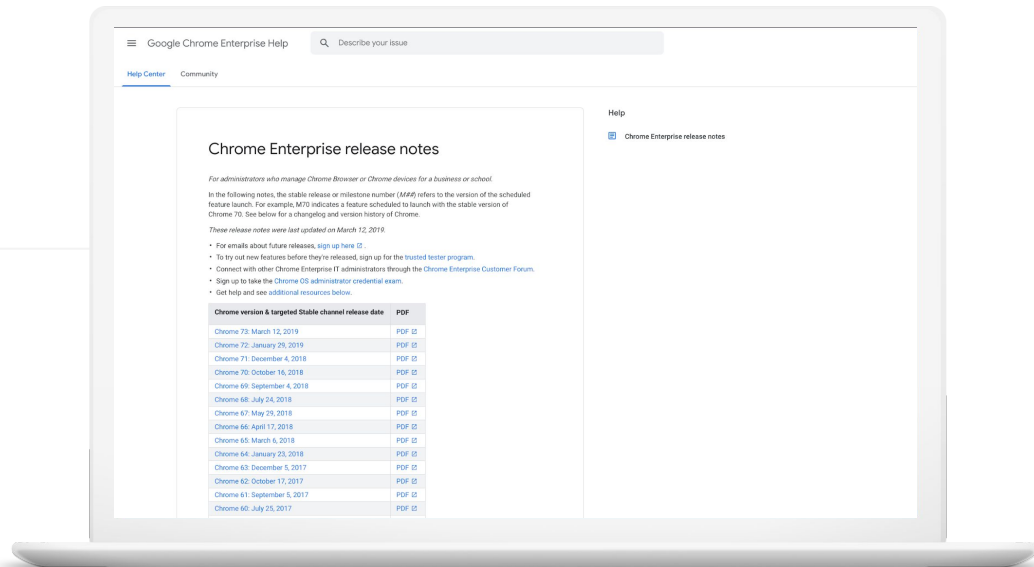 Google Chrome Enterprise Help
Describe your issue
Help Center Community
Help
Chrome Enterprise release notes
Chrome Enterprise release notes
For administrators who manage Chrome Browser or Chrome devices for a business or school.
In the following notes, the stable release or milestone number (M##) refers to the version of the scheduled
feature launch. For example, M70 indicates a feature scheduled to launch with the stable version of
Chrome 70. See below for a changelog and version history of Chrome.
These release notes were last updated on March 12, 2019.
• For emails about future releases, sign up here .
• To try out new features before they're released, sign up for the trusted tester program.
• Connect with other Chrome Enterprise IT administrators through the Chrome Enterprise Customer Forum.
• Sign up to take the Chrome OS administrator credential exam.
• Get help and see additional resources below.
Chrome version & targeted Stable channel release date PDF
Chrome 73: March 12, 2019 PDF
Chrome 72: January 29, 2019 PDF
Chrome 71: December 4, 2018 PDF
Chrome 70: October 16, 2018 PDF
Chrome 69: September 4, 2018 PDF
Chrome 68: July 24, 2018 PDF
Chrome 67: May 29, 2018 PDF
Chrome 66: April 17, 2018 PDF
Chrome 65: March 6, 2018 PDF
Chrome 64: January 23, 2018 PDF
Chrome 63: December 5, 2017 PDF
Chrome 62: October 17, 2017 PDF
Chrome 61: September 5, 2017 PDF
Chrome 60: July 25, 2017 PDF